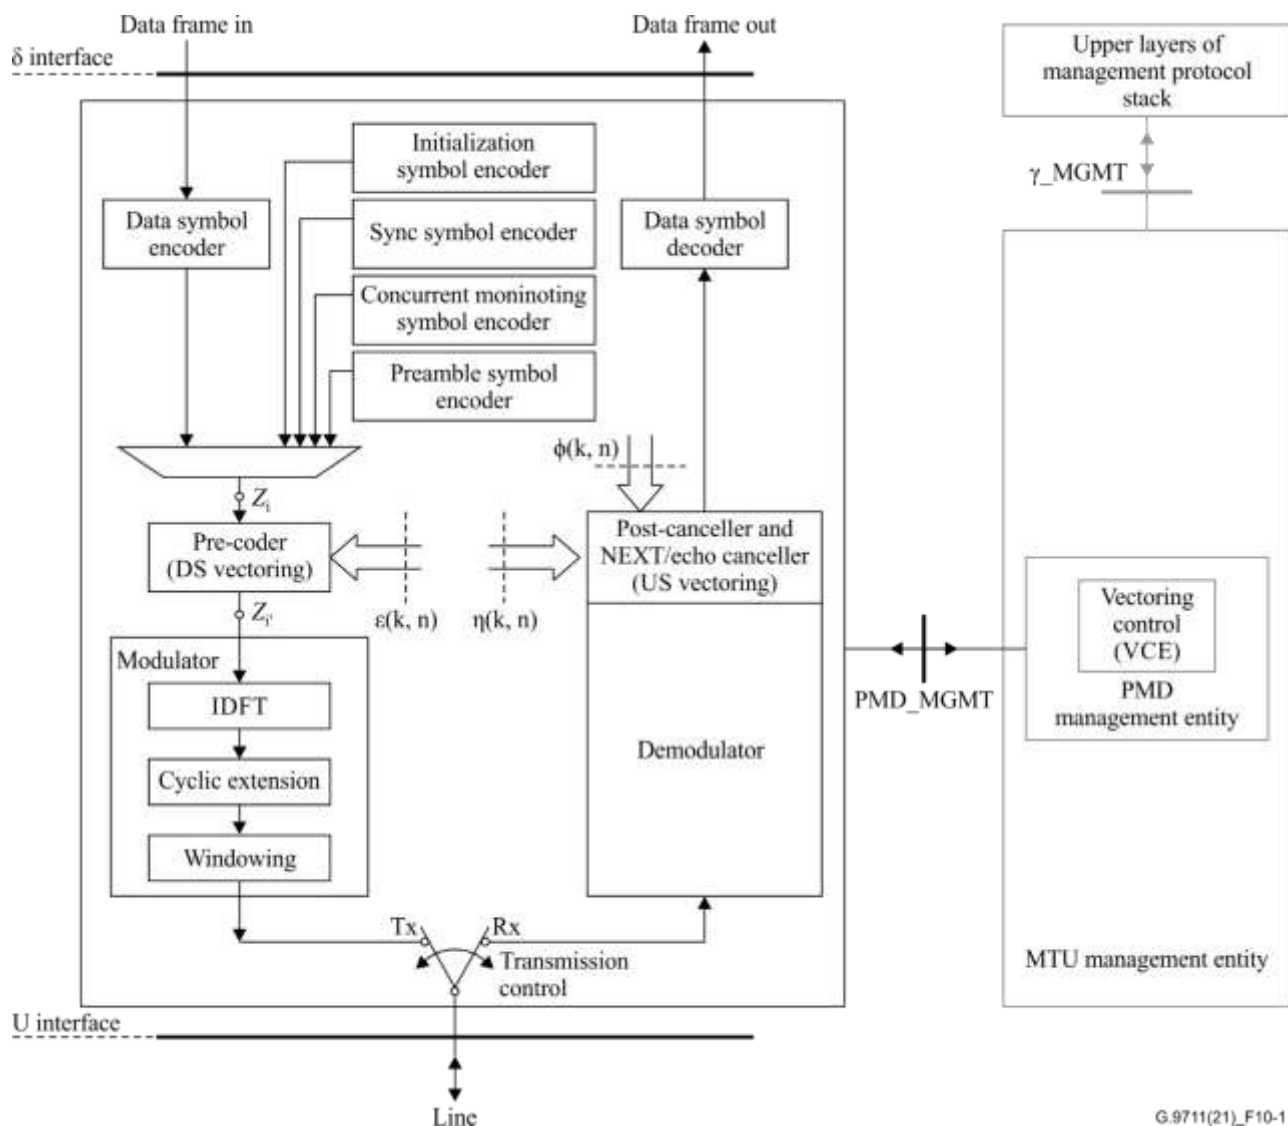 Data frame in
Data frame out
δ interface
Upper layers of
management protocol
stack
Initialization
symbol encoder
γ_MGMT
Data symbol
encoder
Sync symbol encoder
Data symbol
decoder
Concurrent moninoting
symbol encoder
Preamble symbol
encoder
ϕ(k, n)
Zi
Pre-coder
(DS vectoring)
Post-canceller and
NEXT/echo canceller
(US vectoring)
Zi'
ε(k, n)
η(k, n)
Vectoring
control
(VCE)
Modulator
PMD_MGMT
PMD
management entity
IDFT
Demodulator
Cyclic extension
Windowing
Tx
Rx
Transmission
control
MTU management entity
U interface
Line
G.9711(21)_F10-1